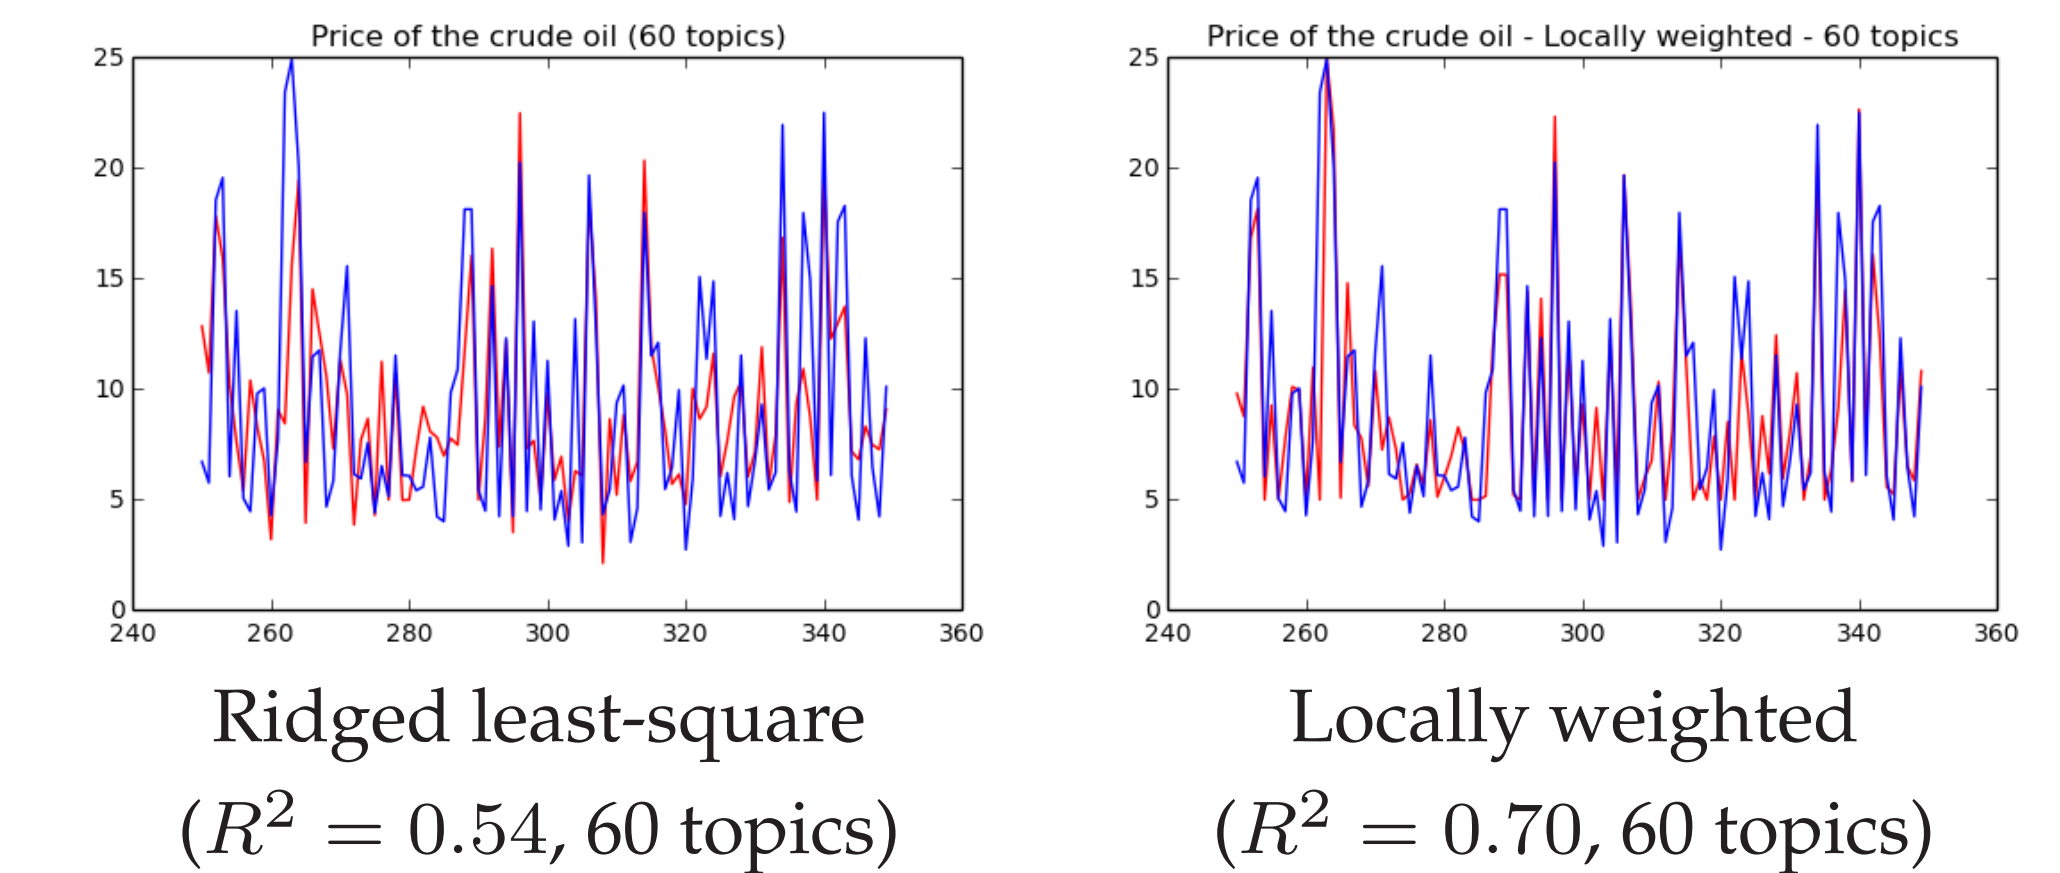 Price of the crude oil (60 topics)
25
20
15
10
5
0
240 260 280 300 320 340 360
Ridged least-square
(R² = 0.54, 60 topics)
Price of the crude oil - Locally weighted - 60 topics
25
20
15
10
5
0
240 260 280 300 320 340 360
Locally weighted
(R² = 0.70, 60 topics)